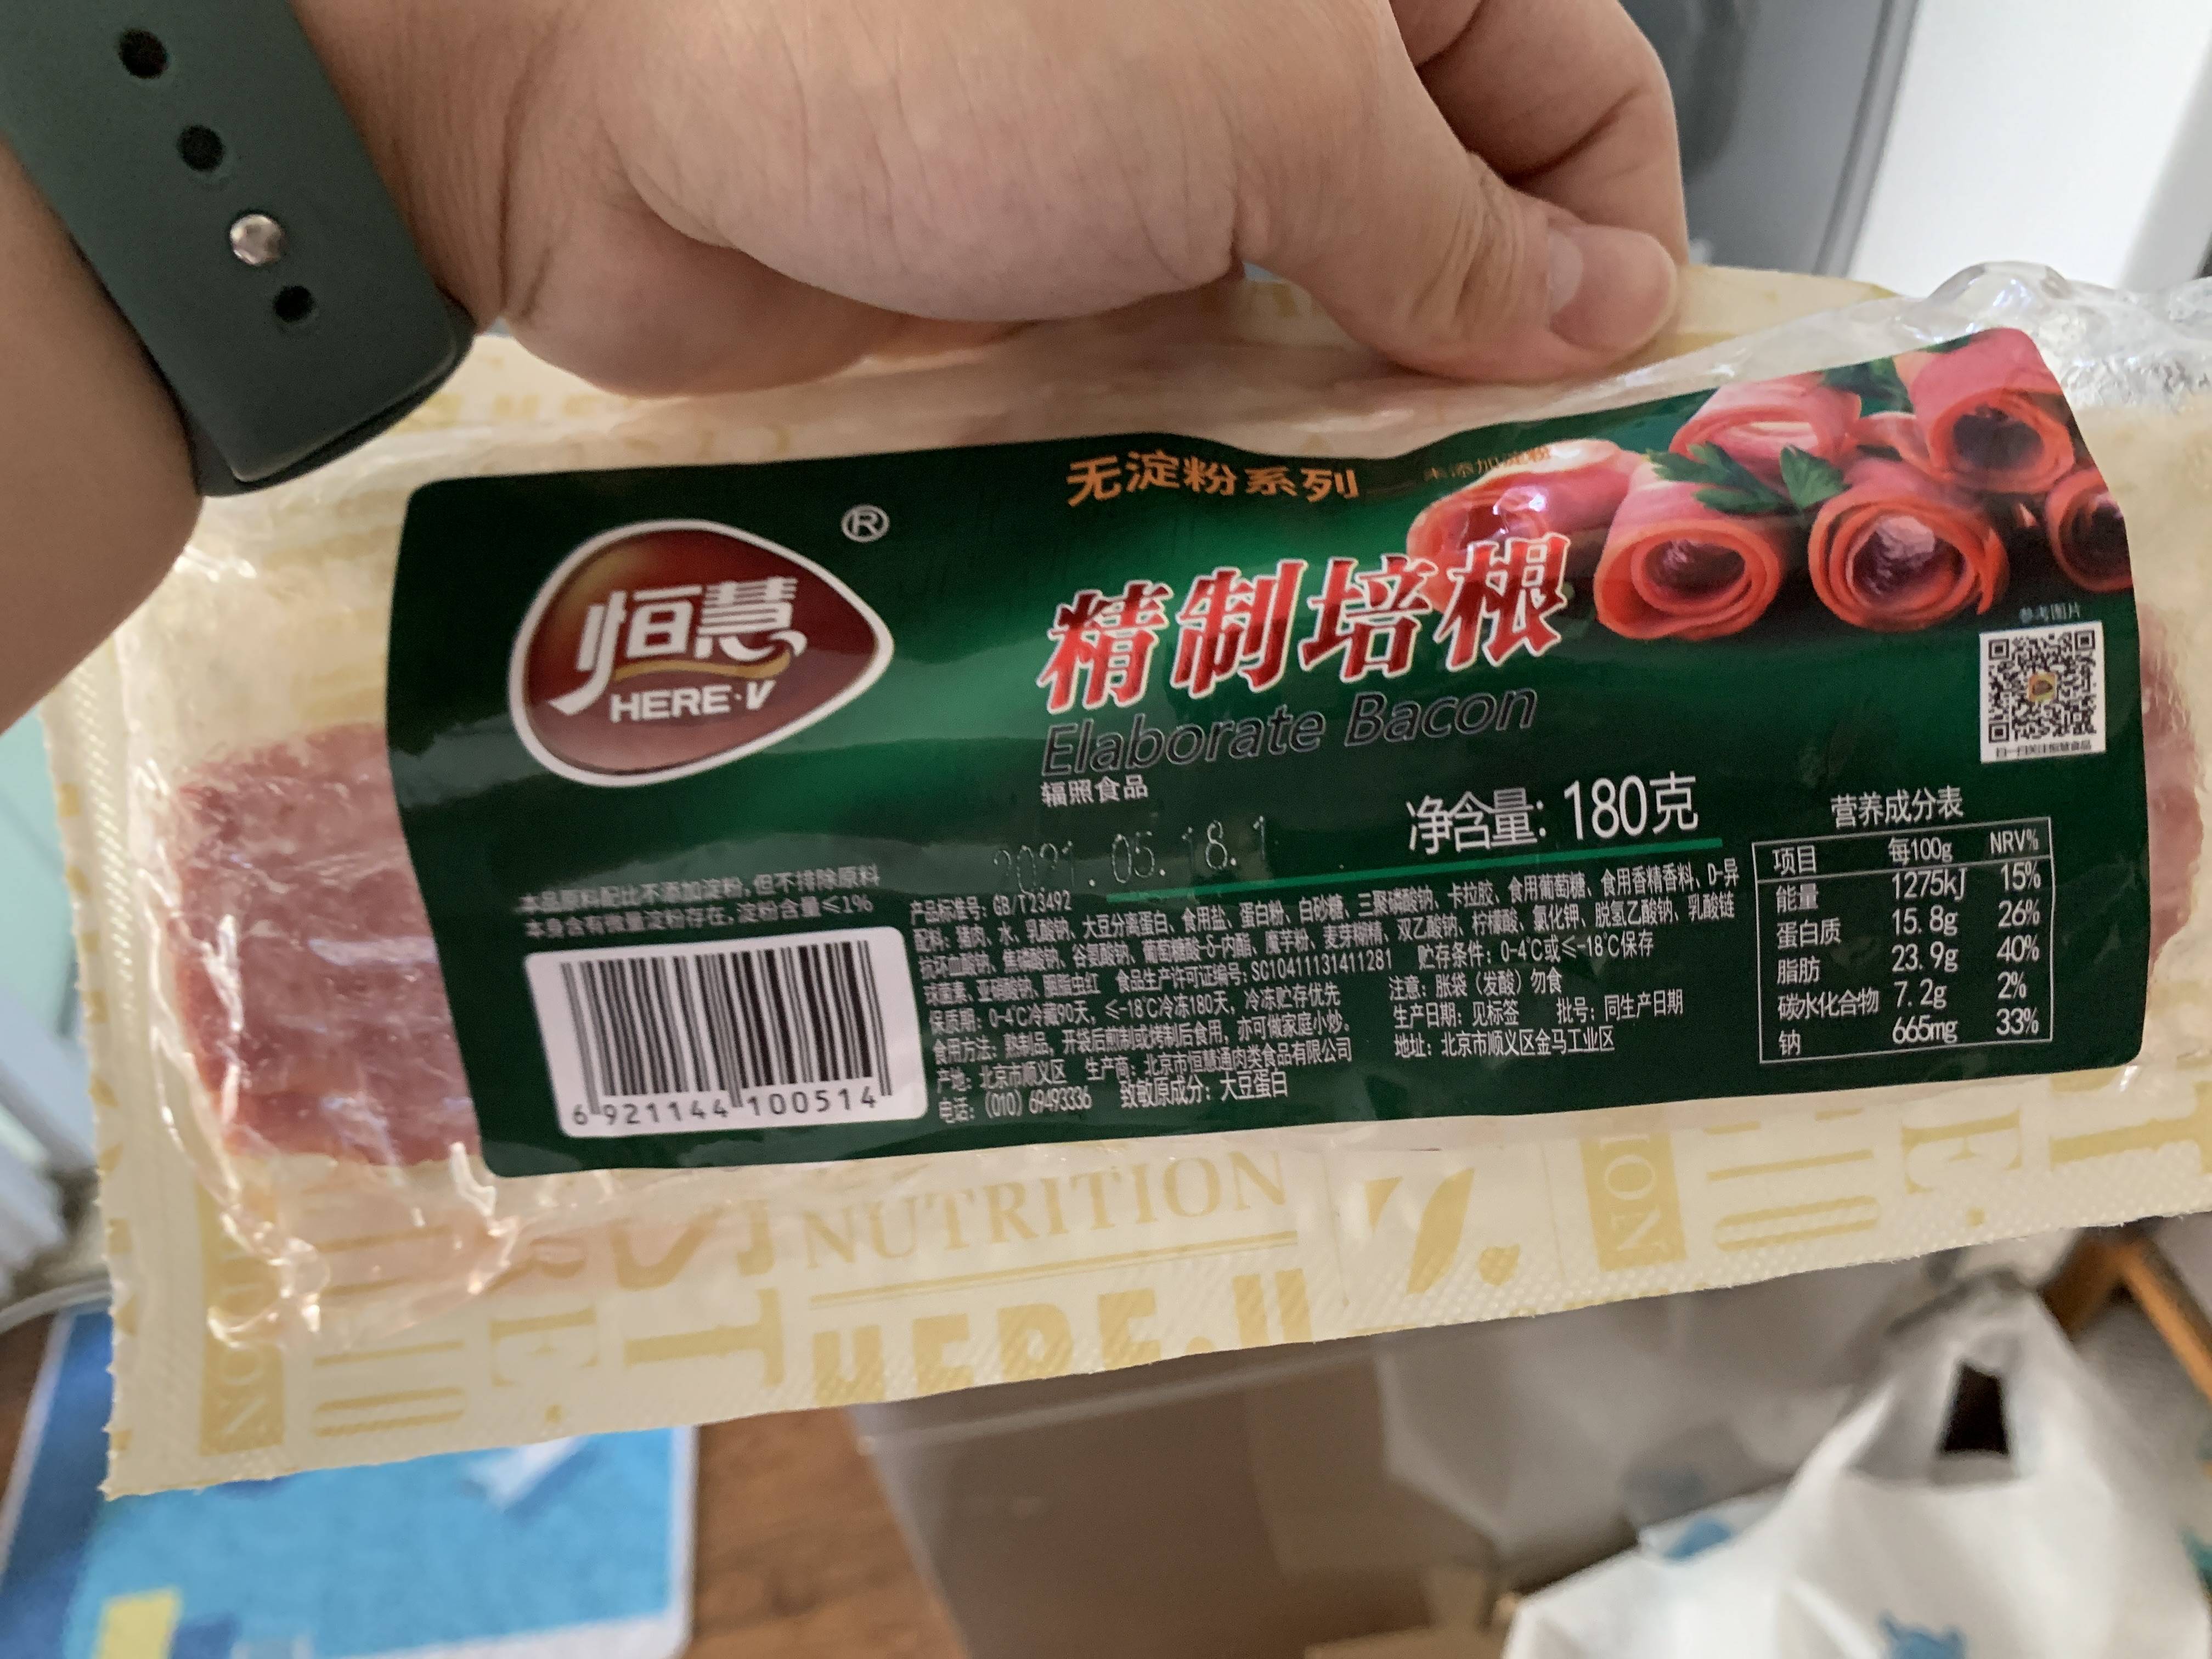 无淀粉系列
未添加淀粉
恒慧
®
HERE·V
精制培根
Elaborate Bacon
辐照食品
参考图片
扫一扫关注恒慧食品
净含量: 180克
2021.05.18.1
本品原料配比不添加淀粉,但不排除原料
本身含有微量淀粉存在,淀粉含量≤1%
6 921144 100514
产品标准号: GB/T23492
配料: 猪肉、水、乳酸钠、大豆分离蛋白、食用盐、蛋白粉、白砂糖、三聚磷酸钠、卡拉胶、食用葡萄糖、食用香精香料、D-异
抗坏血酸钠、焦磷酸钠、谷氨酸钠、葡萄糖酸-δ-内酯、魔芋粉、麦芽糊精、双乙酸钠、柠檬酸、氯化钾、脱氢乙酸钠、乳酸链
球菌素、亚硝酸钠、胭脂虫红 食品生产许可证编号: SC10411131411281 贮存条件: 0-4℃或≤-18℃保存
保质期: 0-4℃冷藏90天, ≤-18℃冷冻180天, 冷冻贮存优先 注意: 胀袋(发酸)勿食
食用方法: 熟制品, 开袋后煎制或烤制后食用, 亦可做家庭小炒。 生产日期: 见标签 批号: 同生产日期
产地: 北京市顺义区 生产商: 北京市恒慧通肉类食品有限公司 地址: 北京市顺义区金马工业区
电话: (010) 69493336 致敏原成分: 大豆蛋白
营养成分表
项目 每100g NRV%
能量 1275kJ 15%
蛋白质 15.8g 26%
脂肪 23.9g 40%
碳水化合物 7.2g 2%
钠 665mg 33%
NUTRITION
HERE·V